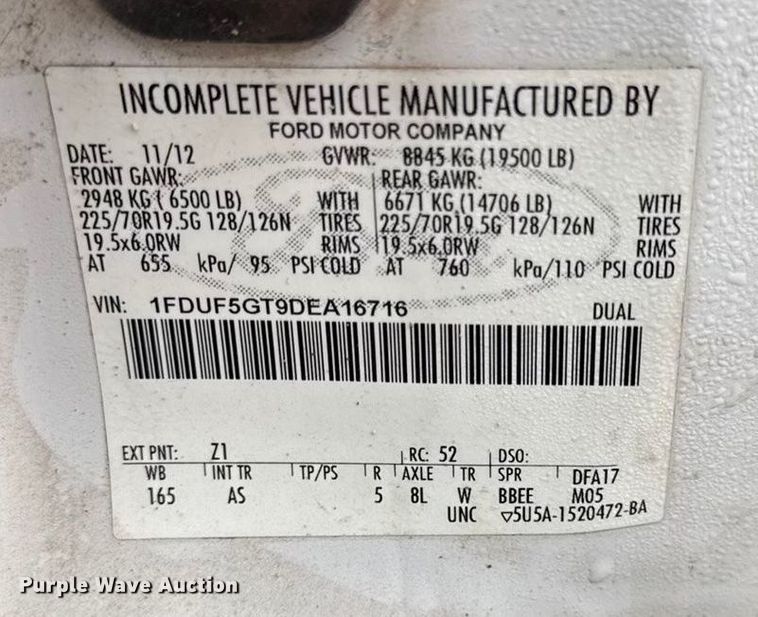 INCOMPLETE VEHICLE MANUFACTURED BY
FORD MOTOR COMPANY
DATE: 11/12 GVWR: 8845 KG (19500 LB)
FRONT GAWR: REAR GAWR:
2948 KG ( 6500 LB) WITH 6671 KG (14706 LB) WITH
225/70R19.5G 128/126N TIRES 225/70R19.5G 128/126N TIRES
19.5x6.0RW RIMS 19.5x6.0RW RIMS
AT 655 kPa/ 95 PSI COLD AT 760 kPa/110 PSI COLD
VIN: 1FDUF5GT9DEA16716 DUAL
EXT PNT: Z1 RC: 52 DSO:
WB INT TR TP/PS R AXLE TR SPR DFA17
165 AS 5 8L W BBEE M05
UNC ▽5U5A-1520472-BA
Purple Wave Auction